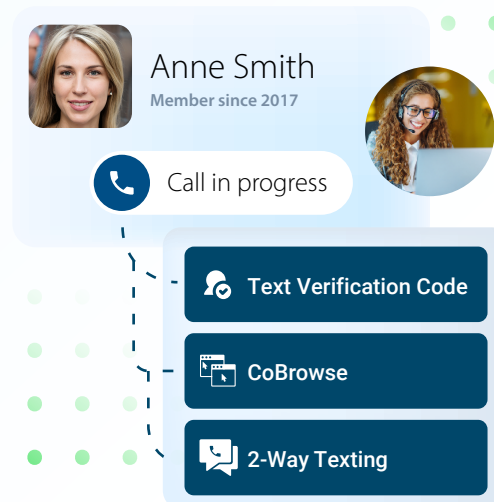 Anne Smith
Member since 2017
Call in progress
Text Verification Code
CoBrowse
2-Way Texting